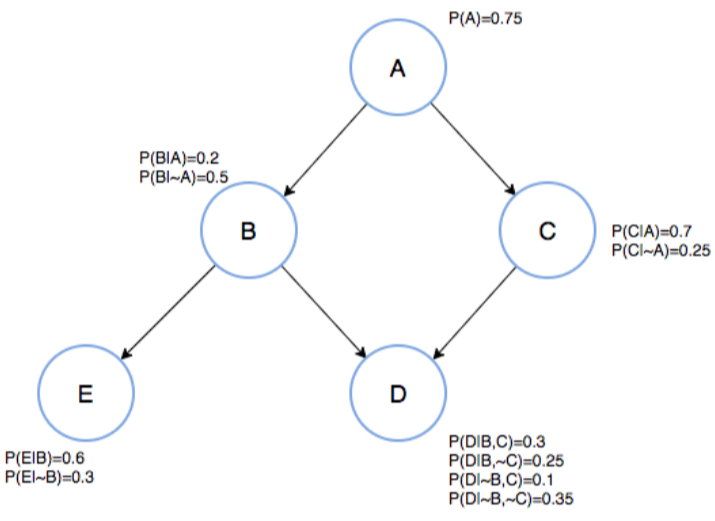 P(A)=0.75
A
P(B|A)=0.2
P(B|~A)=0.5
B
C
P(C|A)=0.7
P(C|~A)=0.25
E
D
P(E|B)=0.6
P(E|~B)=0.3
P(D|B,C)=0.3
P(D|B,~C)=0.25
P(D|~B,C)=0.1
P(D|~B,~C)=0.35